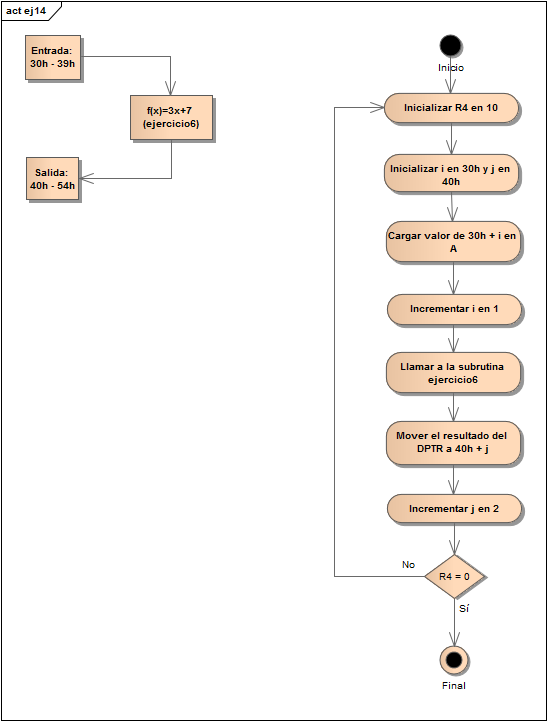 act ej14
Entrada:
30h - 39h
f(x)=3x+7
(ejercicio6)
Salida:
40h - 54h
Inicio
Inicializar R4 en 10
Inicializar i en 30h y j en
40h
Cargar valor de 30h + i en
A
Incrementar i en 1
Llamar a la subrutina
ejercicio6
Mover el resultado del
DPTR a 40h + j
Incrementar j en 2
No
R4 = 0
Sí
Final